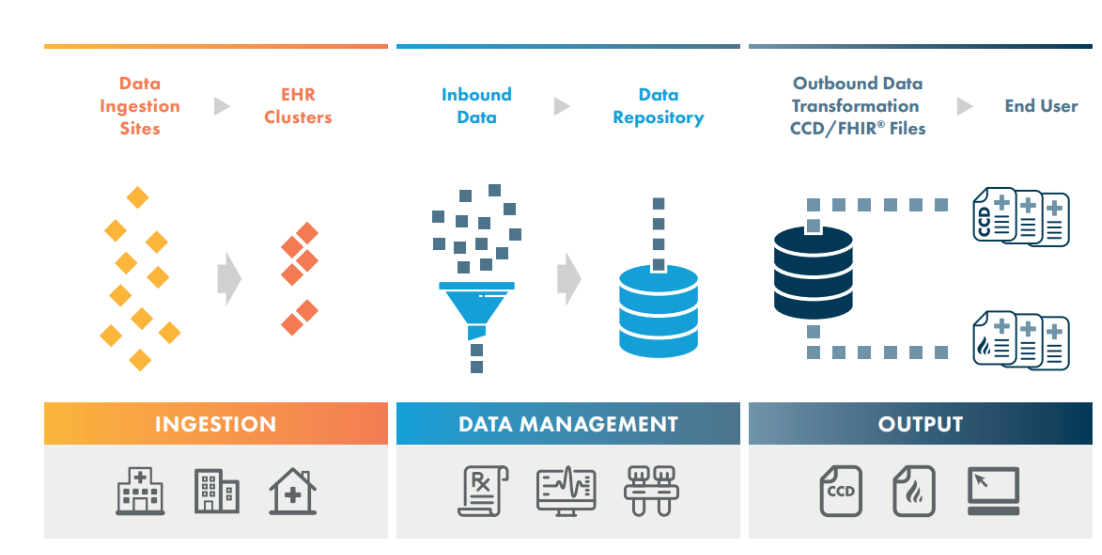 Data
Ingestion
Sites
EHR
Clusters
Inbound
Data
Data
Repository
Outbound Data
Transformation
CCD/FHIR® Files
End User
CCD
INGESTION
DATA MANAGEMENT
OUTPUT
Rx
CCD